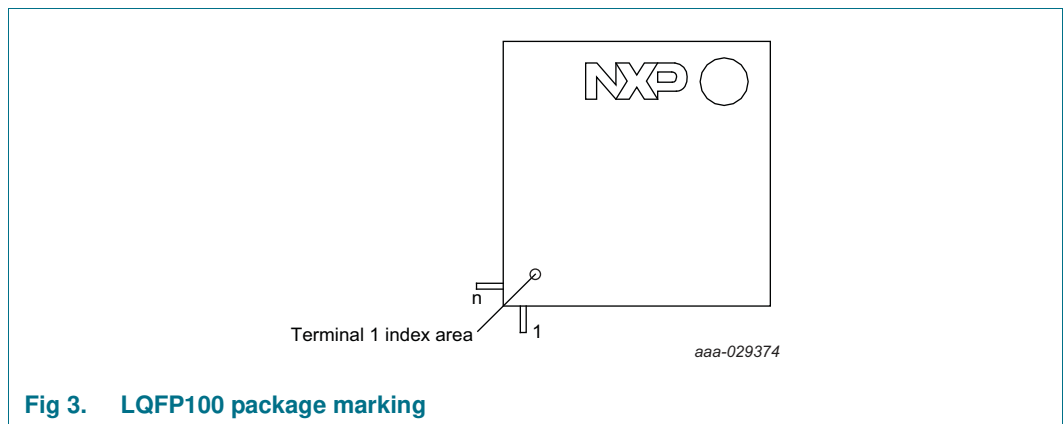 NXP
n
Terminal 1 index area
1
aaa-029374
Fig 3. LQFP100 package marking